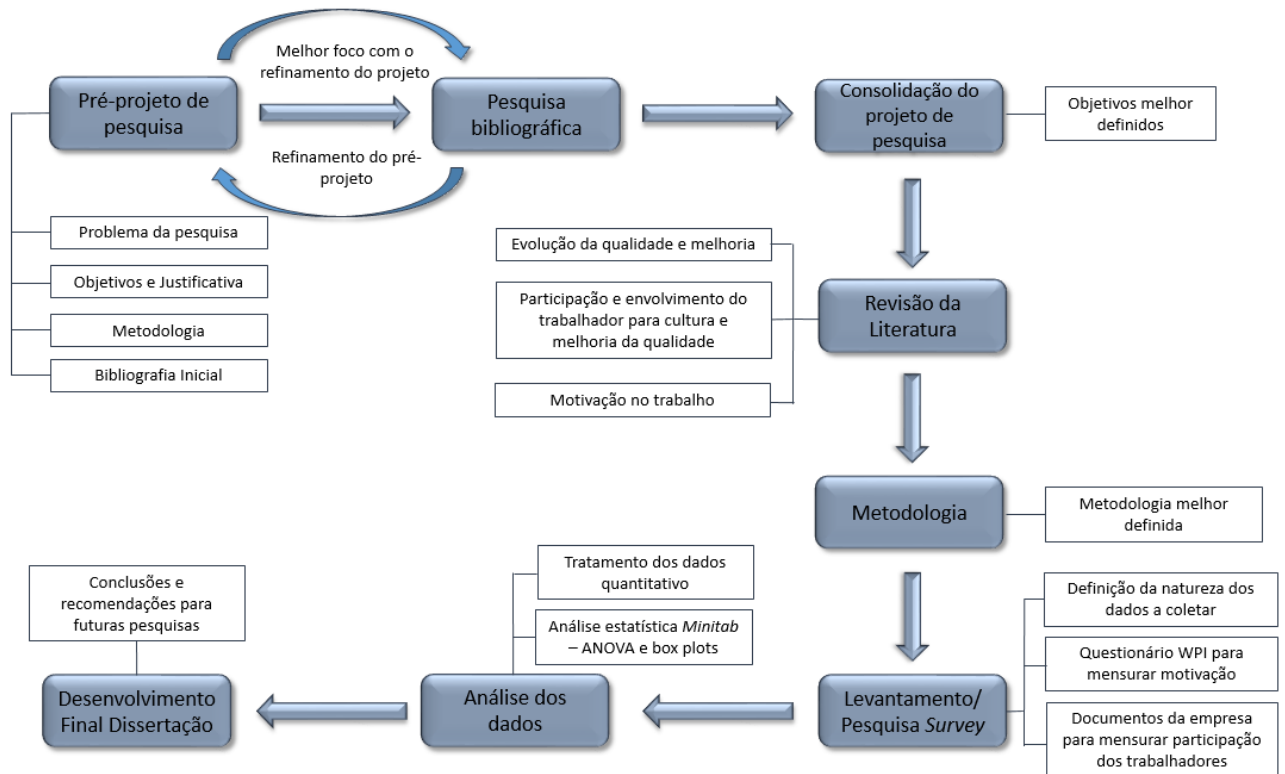 Melhor foco com o
refinamento do projeto
Pré-projeto de
pesquisa
Pesquisa
bibliográfica
Consolidação do
projeto de
pesquisa
Objetivos melhor
definidos
Refinamento do pré-
projeto
Problema da pesquisa
Objetivos e Justificativa
Metodologia
Bibliografia Inicial
Evolução da qualidade e melhoria
Participação e envolvimento do
trabalhador para cultura e
melhoria da qualidade
Motivação no trabalho
Revisão da
Literatura
Metodologia
Metodologia melhor
definida
Tratamento dos dados
quantitativo
Análise estatística Minitab
– ANOVA e box plots
Conclusões e
recomendações para
futuras pesquisas
Definição da natureza dos
dados a coletar
Questionário WPI para
mensurar motivação
Documentos da empresa
para mensurar participação
dos trabalhadores
Desenvolvimento
Final Dissertação
Análise dos
dados
Levantamento/
Pesquisa Survey